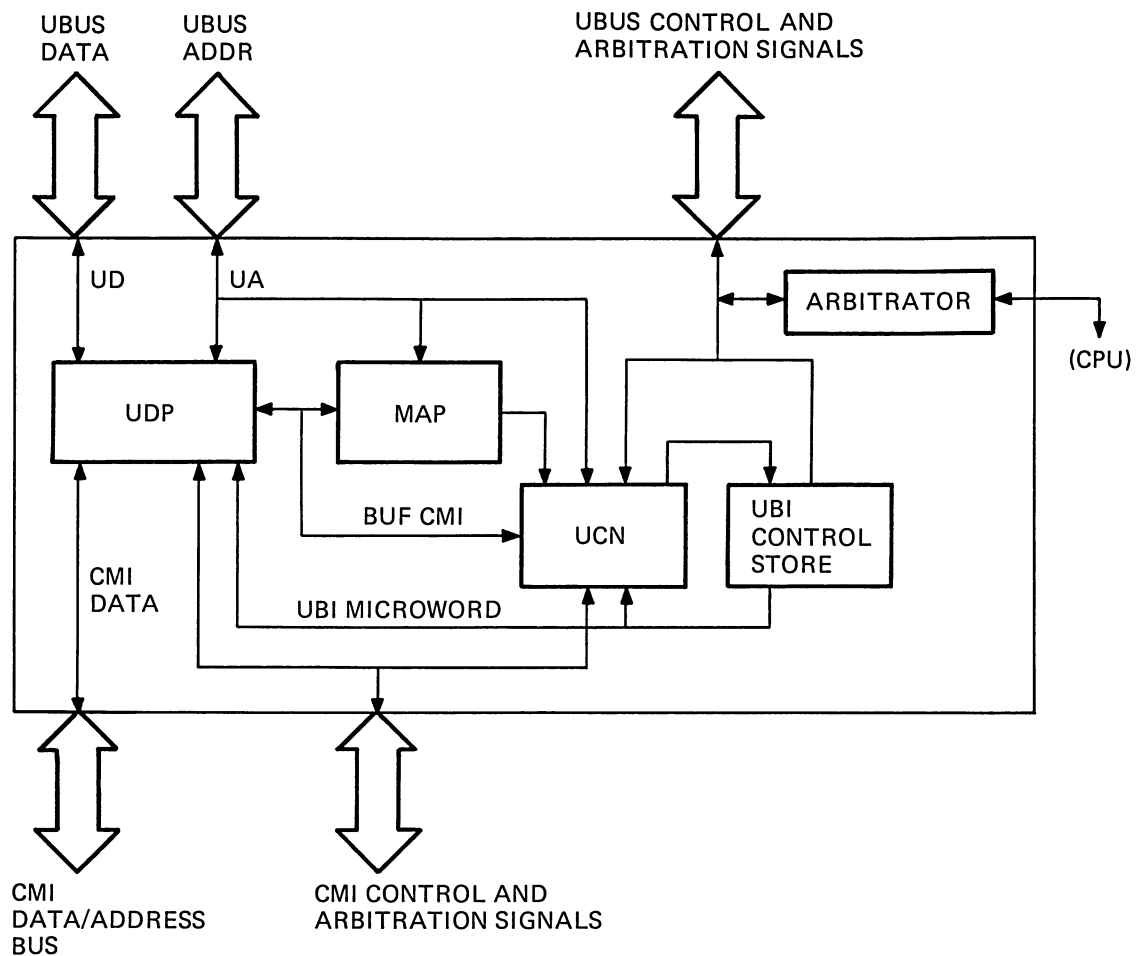 UBUS
DATA
UBUS
ADDR
UBUS CONTROL AND
ARBITRATION SIGNALS
UD
UA
ARBITRATOR
(CPU)
UDP
MAP
BUF CMI
UCN
UBI
CONTROL
STORE
CMI
DATA
UBI MICROWORD
CMI
DATA/ADDRESS
BUS
CMI CONTROL AND
ARBITRATION SIGNALS